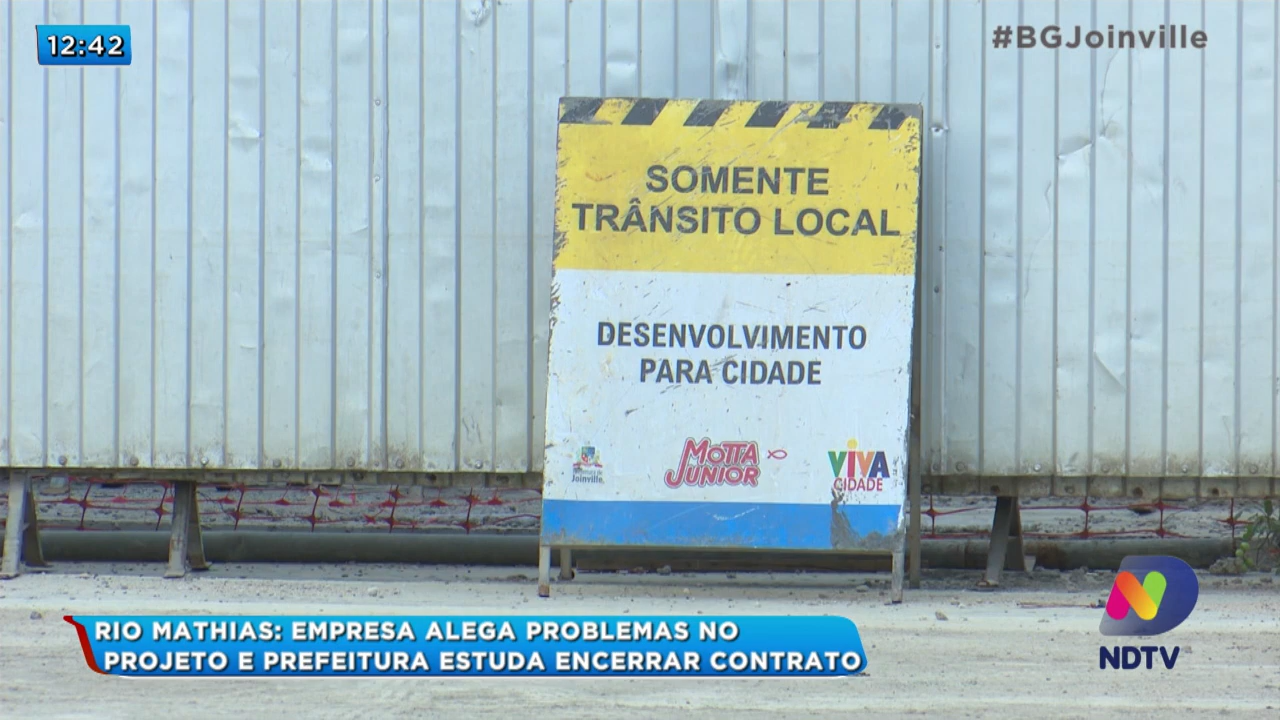 12:42
#BGJoinville
SOMENTE
TRÂNSITO LOCAL
DESENVOLVIMENTO
PARA CIDADE
Joinville
MOTTA
JUNIOR
VIVA
CIDADE
RIO MATHIAS: EMPRESA ALEGA PROBLEMAS NO
PROJETO E PREFEITURA ESTUDA ENCERRAR CONTRATO
NDTV